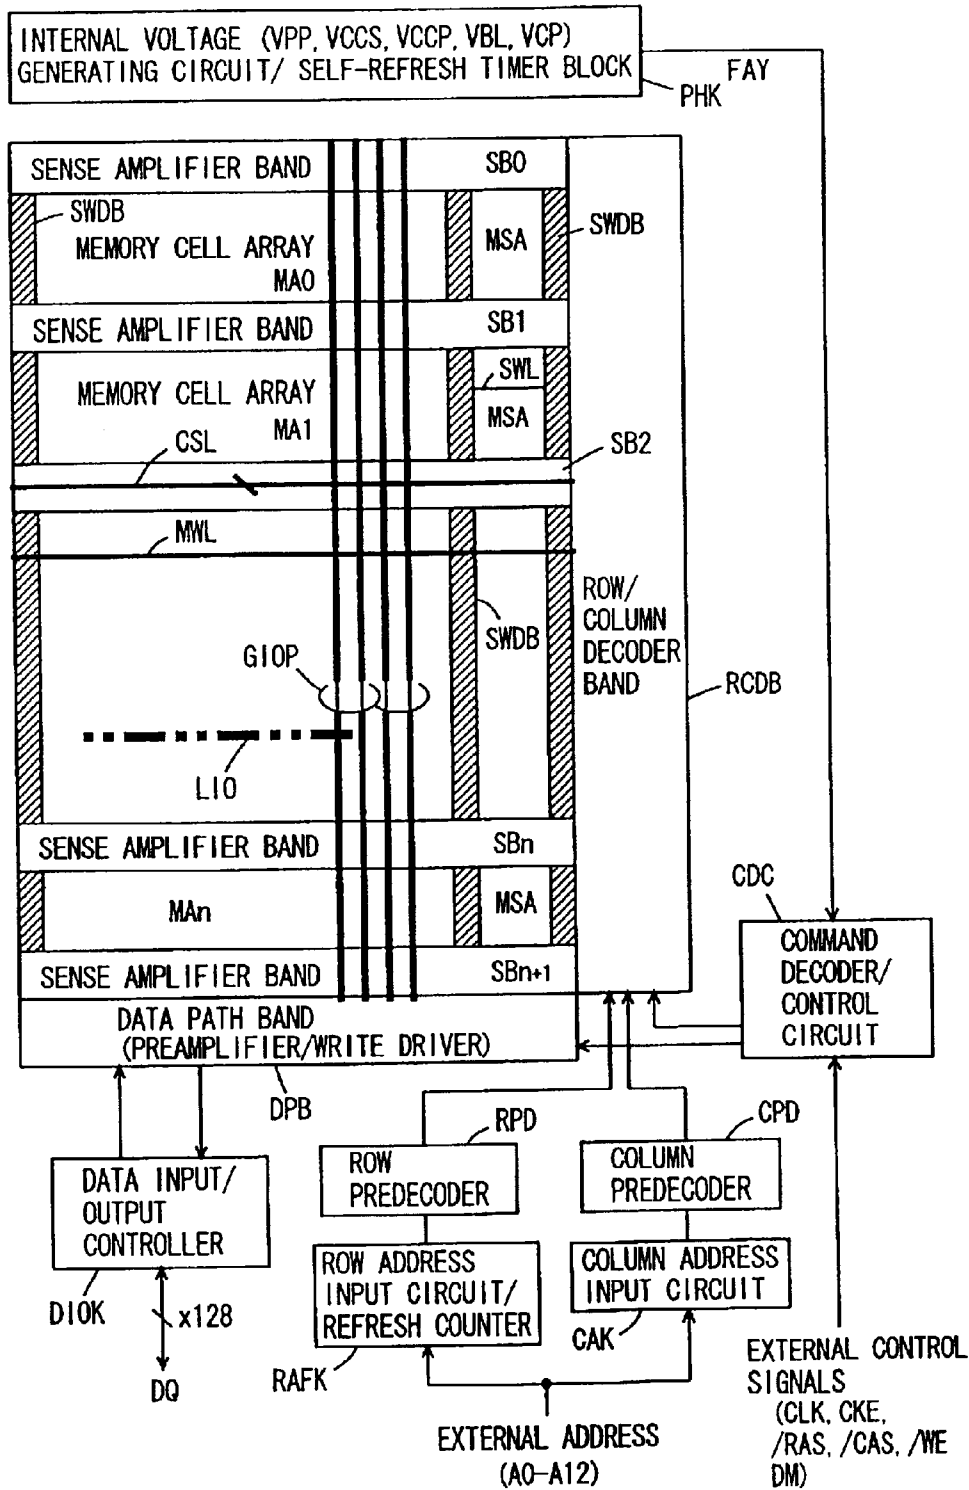 INTERNAL VOLTAGE (VPP, VCCS, VCCP, VBL, VCP)
GENERATING CIRCUIT/ SELF-REFRESH TIMER BLOCK
FAY
PHK
SENSE AMPLIFIER BAND
SB0
SWDB
MEMORY CELL ARRAY
MA0
MSA
SWDB
SENSE AMPLIFIER BAND
SB1
MEMORY CELL ARRAY
MA1
SWL
MSA
CSL
SB2
MWL
ROW/
COLUMN
DECODER
BAND
SWDB
GIOP
RCDB
LIO
SENSE AMPLIFIER BAND
SBn
MAn
MSA
SENSE AMPLIFIER BAND
SBn+1
CDC
COMMAND
DECODER/
CONTROL
CIRCUIT
DATA PATH BAND
(PREAMPLIFIER/WRITE DRIVER)
DPB
RPD
CPD
ROW
PREDECODER
COLUMN
PREDECODER
DATA INPUT/
OUTPUT
CONTROLLER
ROW ADDRESS
INPUT CIRCUIT/
REFRESH COUNTER
COLUMN ADDRESS
INPUT CIRCUIT
DIOK
x128
DQ
RAFK
CAK
EXTERNAL ADDRESS
(A0-A12)
EXTERNAL CONTROL
SIGNALS
(CLK, CKE,
/RAS, /CAS, /WE
DM)